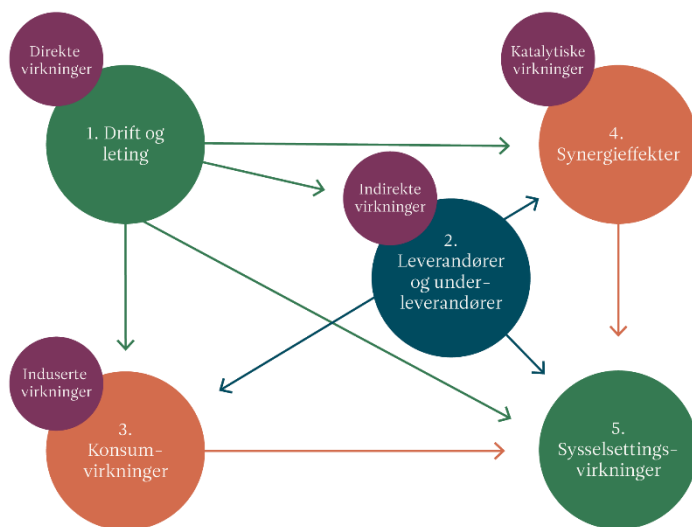 Direkte
virkninger
1. Drift og
leting
Katalytiske
virkninger
4.
Synergieffekter
Indirekte
virkninger
2.
Leverandører
og under-
leverandører
Induserte
virkninger
3.
Konsum-
virkninger
5.
Sysselsettings-
virkninger